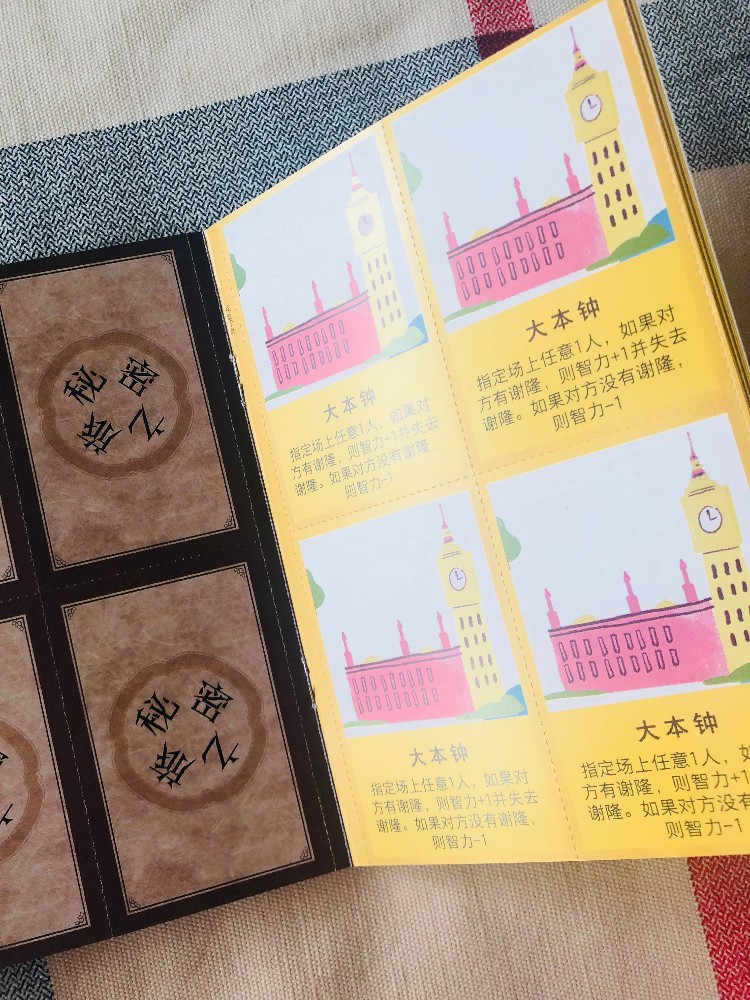 秘密
之旅
秘密
之旅
大本钟
指定场上任意1人,如果对
方有谢隆,则智力+1并失去
谢隆。如果对方没有谢隆,
则智力-1
大本钟
指定场上任意1人,如果对
方有谢隆,则智力+1并失去
谢隆。如果对方没有谢隆,
则智力-1
大本钟
指定场上任意1人,如果对
方有谢隆,则智力+1并失去
谢隆。如果对方没有谢隆,
则智力-1
大本钟
指定场上任意1人,如
方有谢隆,则智力+1
谢隆。如果对方没有
则智力-1